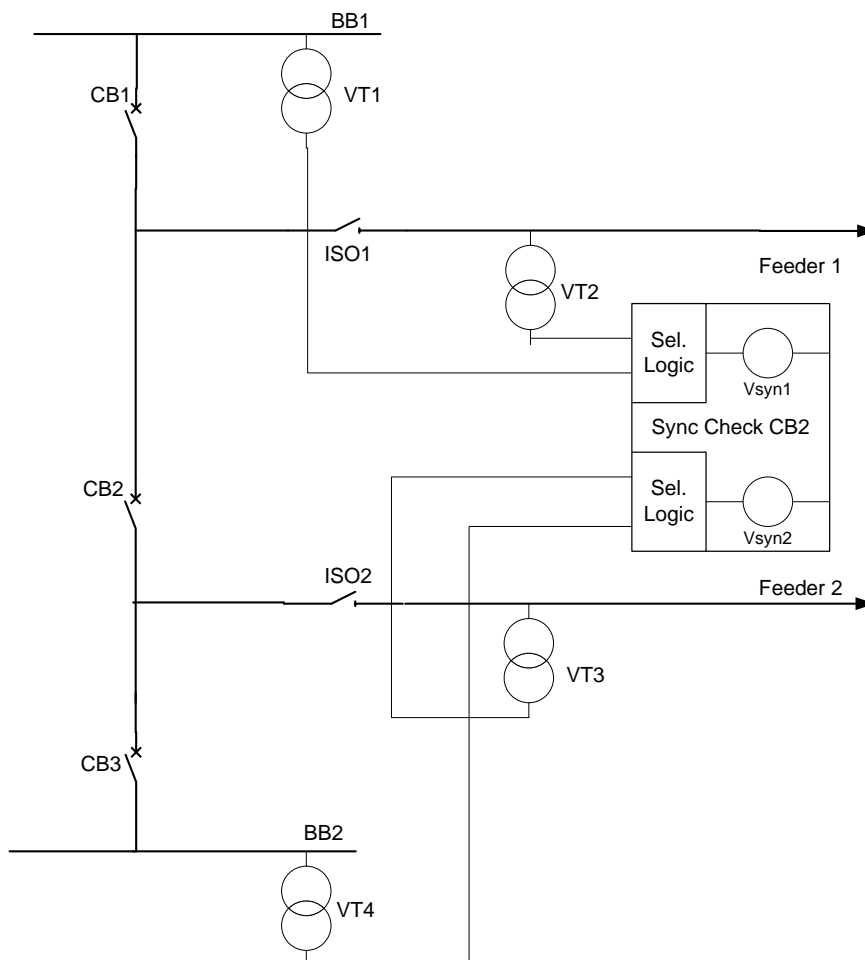 BB1
CB1
VT1
ISO1
Feeder 1
VT2
Sel.
Logic
Vsyn1
Sync Check CB2
CB2
Sel.
Logic
Vsyn2
ISO2
Feeder 2
VT3
CB3
BB2
VT4